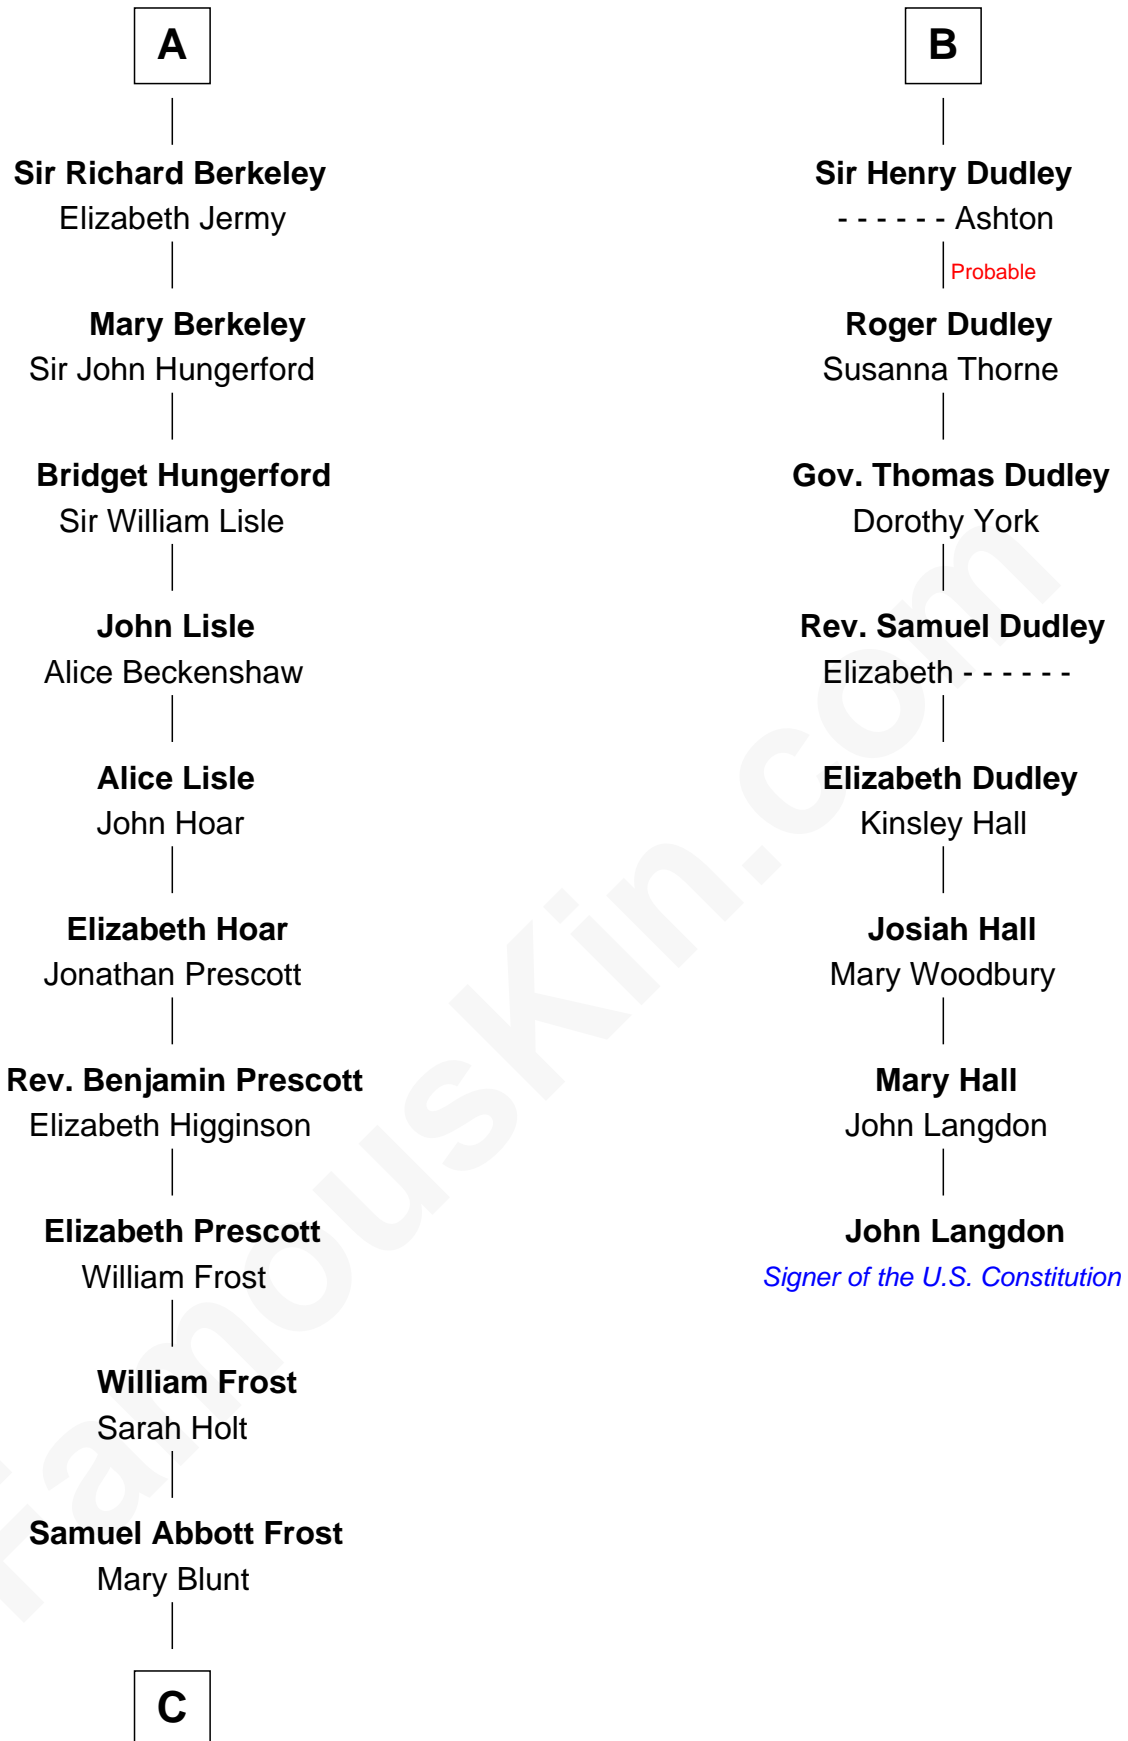 A
Sir Richard Berkeley
Elizabeth Jermy
Mary Berkeley
Sir John Hungerford
Bridget Hungerford
Sir William Lisle
John Lisle
Alice Beckenshaw
Alice Lisle
John Hoar
Elizabeth Hoar
Jonathan Prescott
Rev. Benjamin Prescott
Elizabeth Higginson
Elizabeth Prescott
William Frost
William Frost
Sarah Holt
Samuel Abbott Frost
Mary Blunt
C
B
Sir Henry Dudley
- - - - - - Ashton
Probable
Roger Dudley
Susanna Thorne
Gov. Thomas Dudley
Dorothy York
Rev. Samuel Dudley
Elizabeth - - - - - -
Elizabeth Dudley
Kinsley Hall
Josiah Hall
Mary Woodbury
Mary Hall
John Langdon
John Langdon
Signer of the U.S. Constitution
FamousKin.com